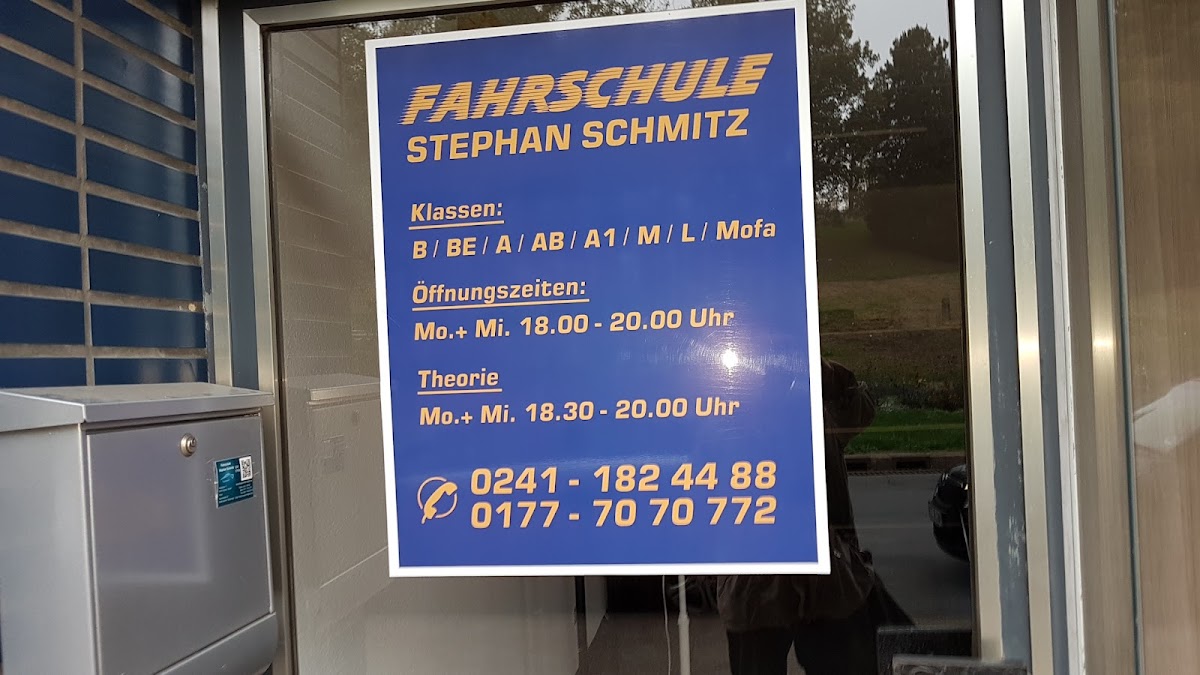 FAHRSCHULE
STEPHAN SCHMITZ
Klassen:
B / BE / A / AB / A1 / M / L / Mofa
Öffnungszeiten:
Mo.+ Mi. 18.00 - 20.00 Uhr
Theorie
Mo.+ Mi. 18.30 - 20.00 Uhr
0241 - 182 44 88
0177 - 70 70 772